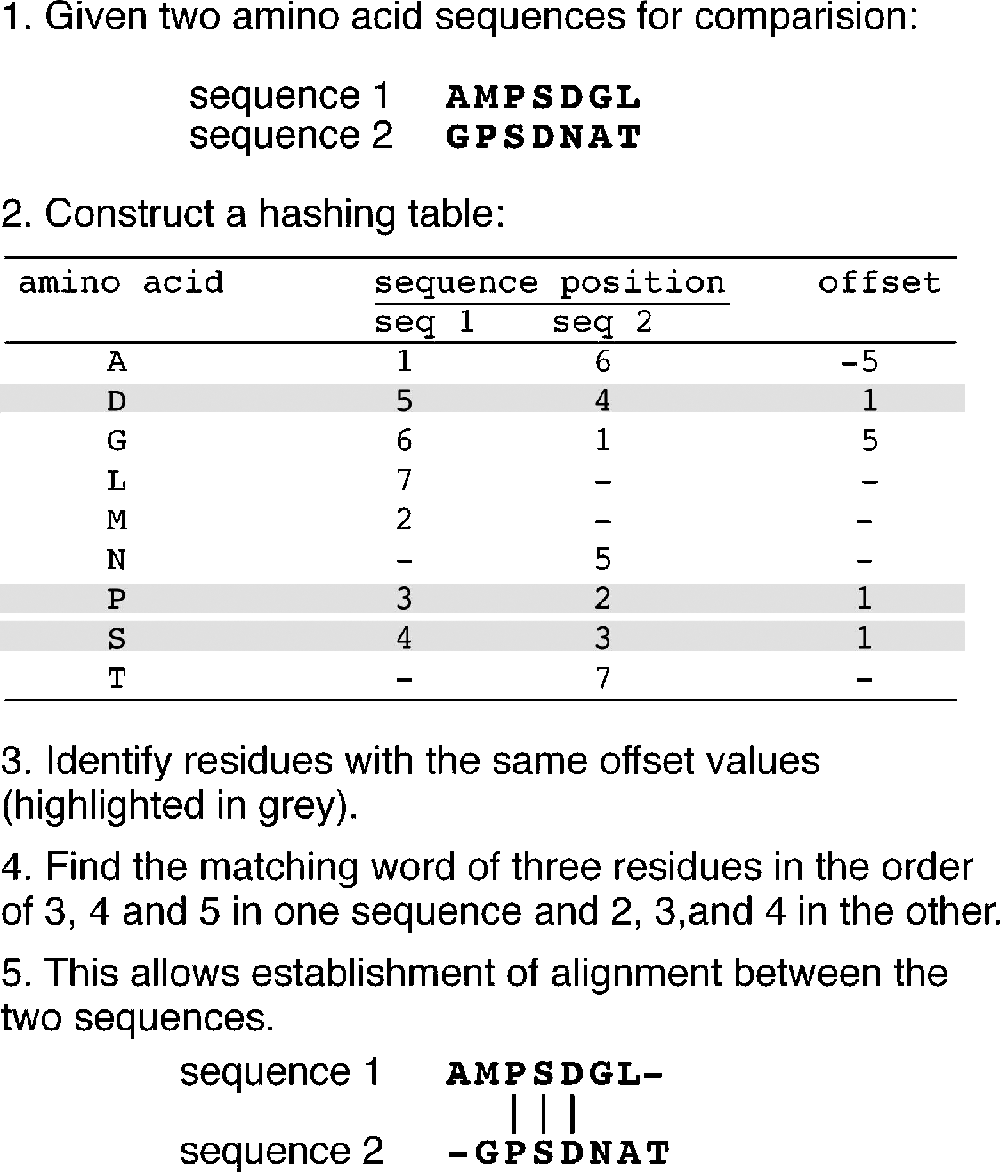 1. Given two amino acid sequences for comparision:
sequence 1 AMPSDGL
sequence 2 GPSDNAT
2. Construct a hashing table:
amino acid sequence position offset
seq 1 seq 2
A 1 6 -5
D 5 4 1
G 6 1 5
L 7 - -
M 2 - -
N - 5 -
P 3 2 1
S 4 3 1
T - 7 -
3. Identify residues with the same offset values
(highlighted in grey).
4. Find the matching word of three residues in the order
of 3, 4 and 5 in one sequence and 2, 3,and 4 in the other.
5. This allows establishment of alignment between the
two sequences.
sequence 1 AMPSDGL-
| | |
sequence 2 -GPSDNAT